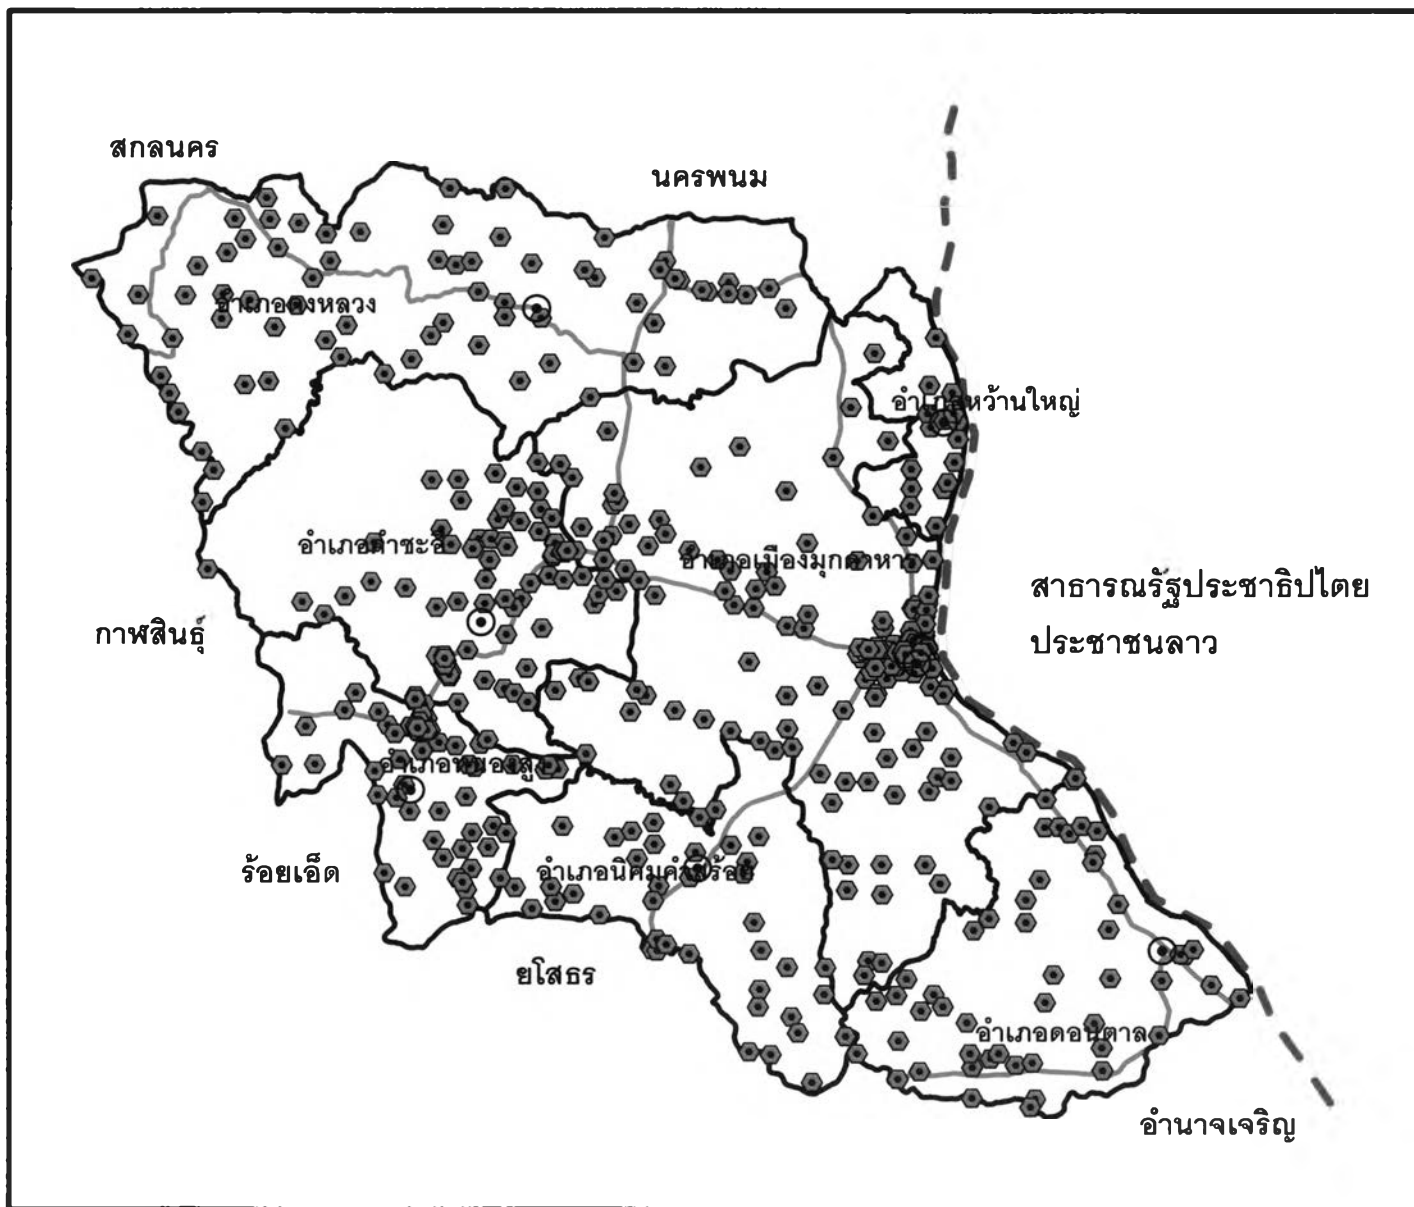 สกลนคร
นครพนม
อำเภอดงหลวง
อำเภอหว้านใหญ่
อำเภอคำชะอี
อำเภอเมืองมุกดาหาร
สาธารณรัฐประชาธิปไตย
ประชาชนลาว
กาฬสินธุ์
อำเภอหนองสูง
ร้อยเอ็ด
อำเภอนิคมคำสร้อย
ยโสธร
อำเภอดอนตาล
อำนาจเจริญ